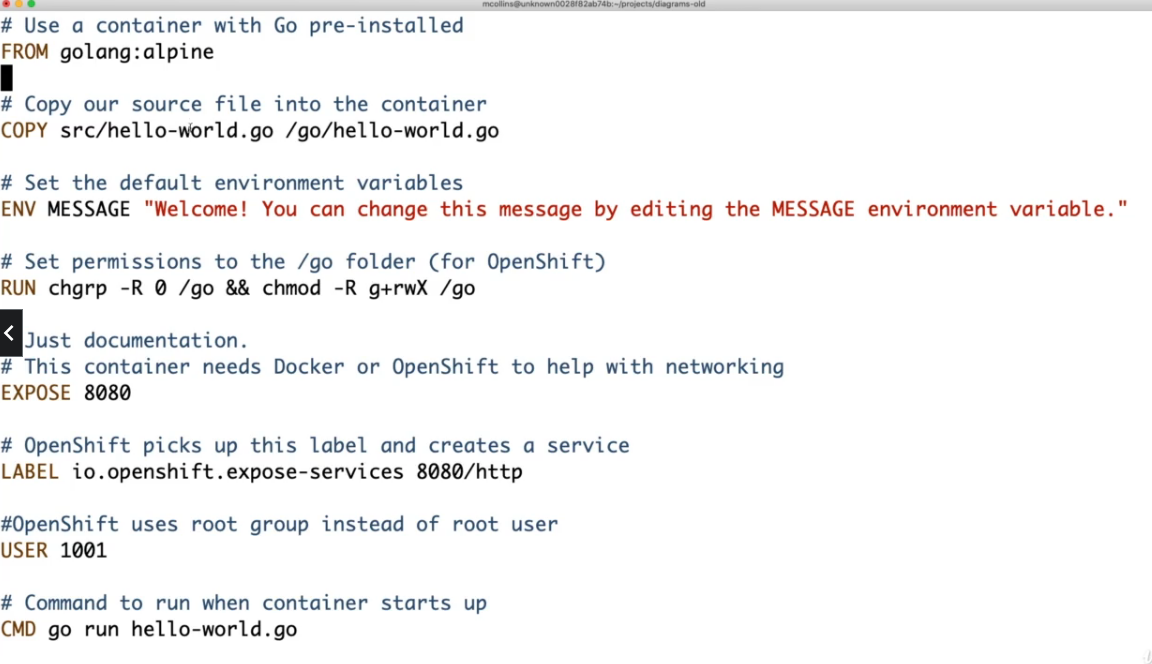 mcollins@unknown0028f82ab74b:~/projects/diagrams-old
# Use a container with Go pre-installed
FROM golang:alpine
# Copy our source file into the container
COPY src/hello-world.go /go/hello-world.go
# Set the default environment variables
ENV MESSAGE "Welcome! You can change this message by editing the MESSAGE environment variable."
# Set permissions to the /go folder (for OpenShift)
RUN chgrp -R 0 /go && chmod -R g+rwX /go
Just documentation.
# This container needs Docker or OpenShift to help with networking
EXPOSE 8080
# OpenShift picks up this label and creates a service
LABEL io.openshift.expose-services 8080/http
#OpenShift uses root group instead of root user
USER 1001
# Command to run when container starts up
CMD go run hello-world.go